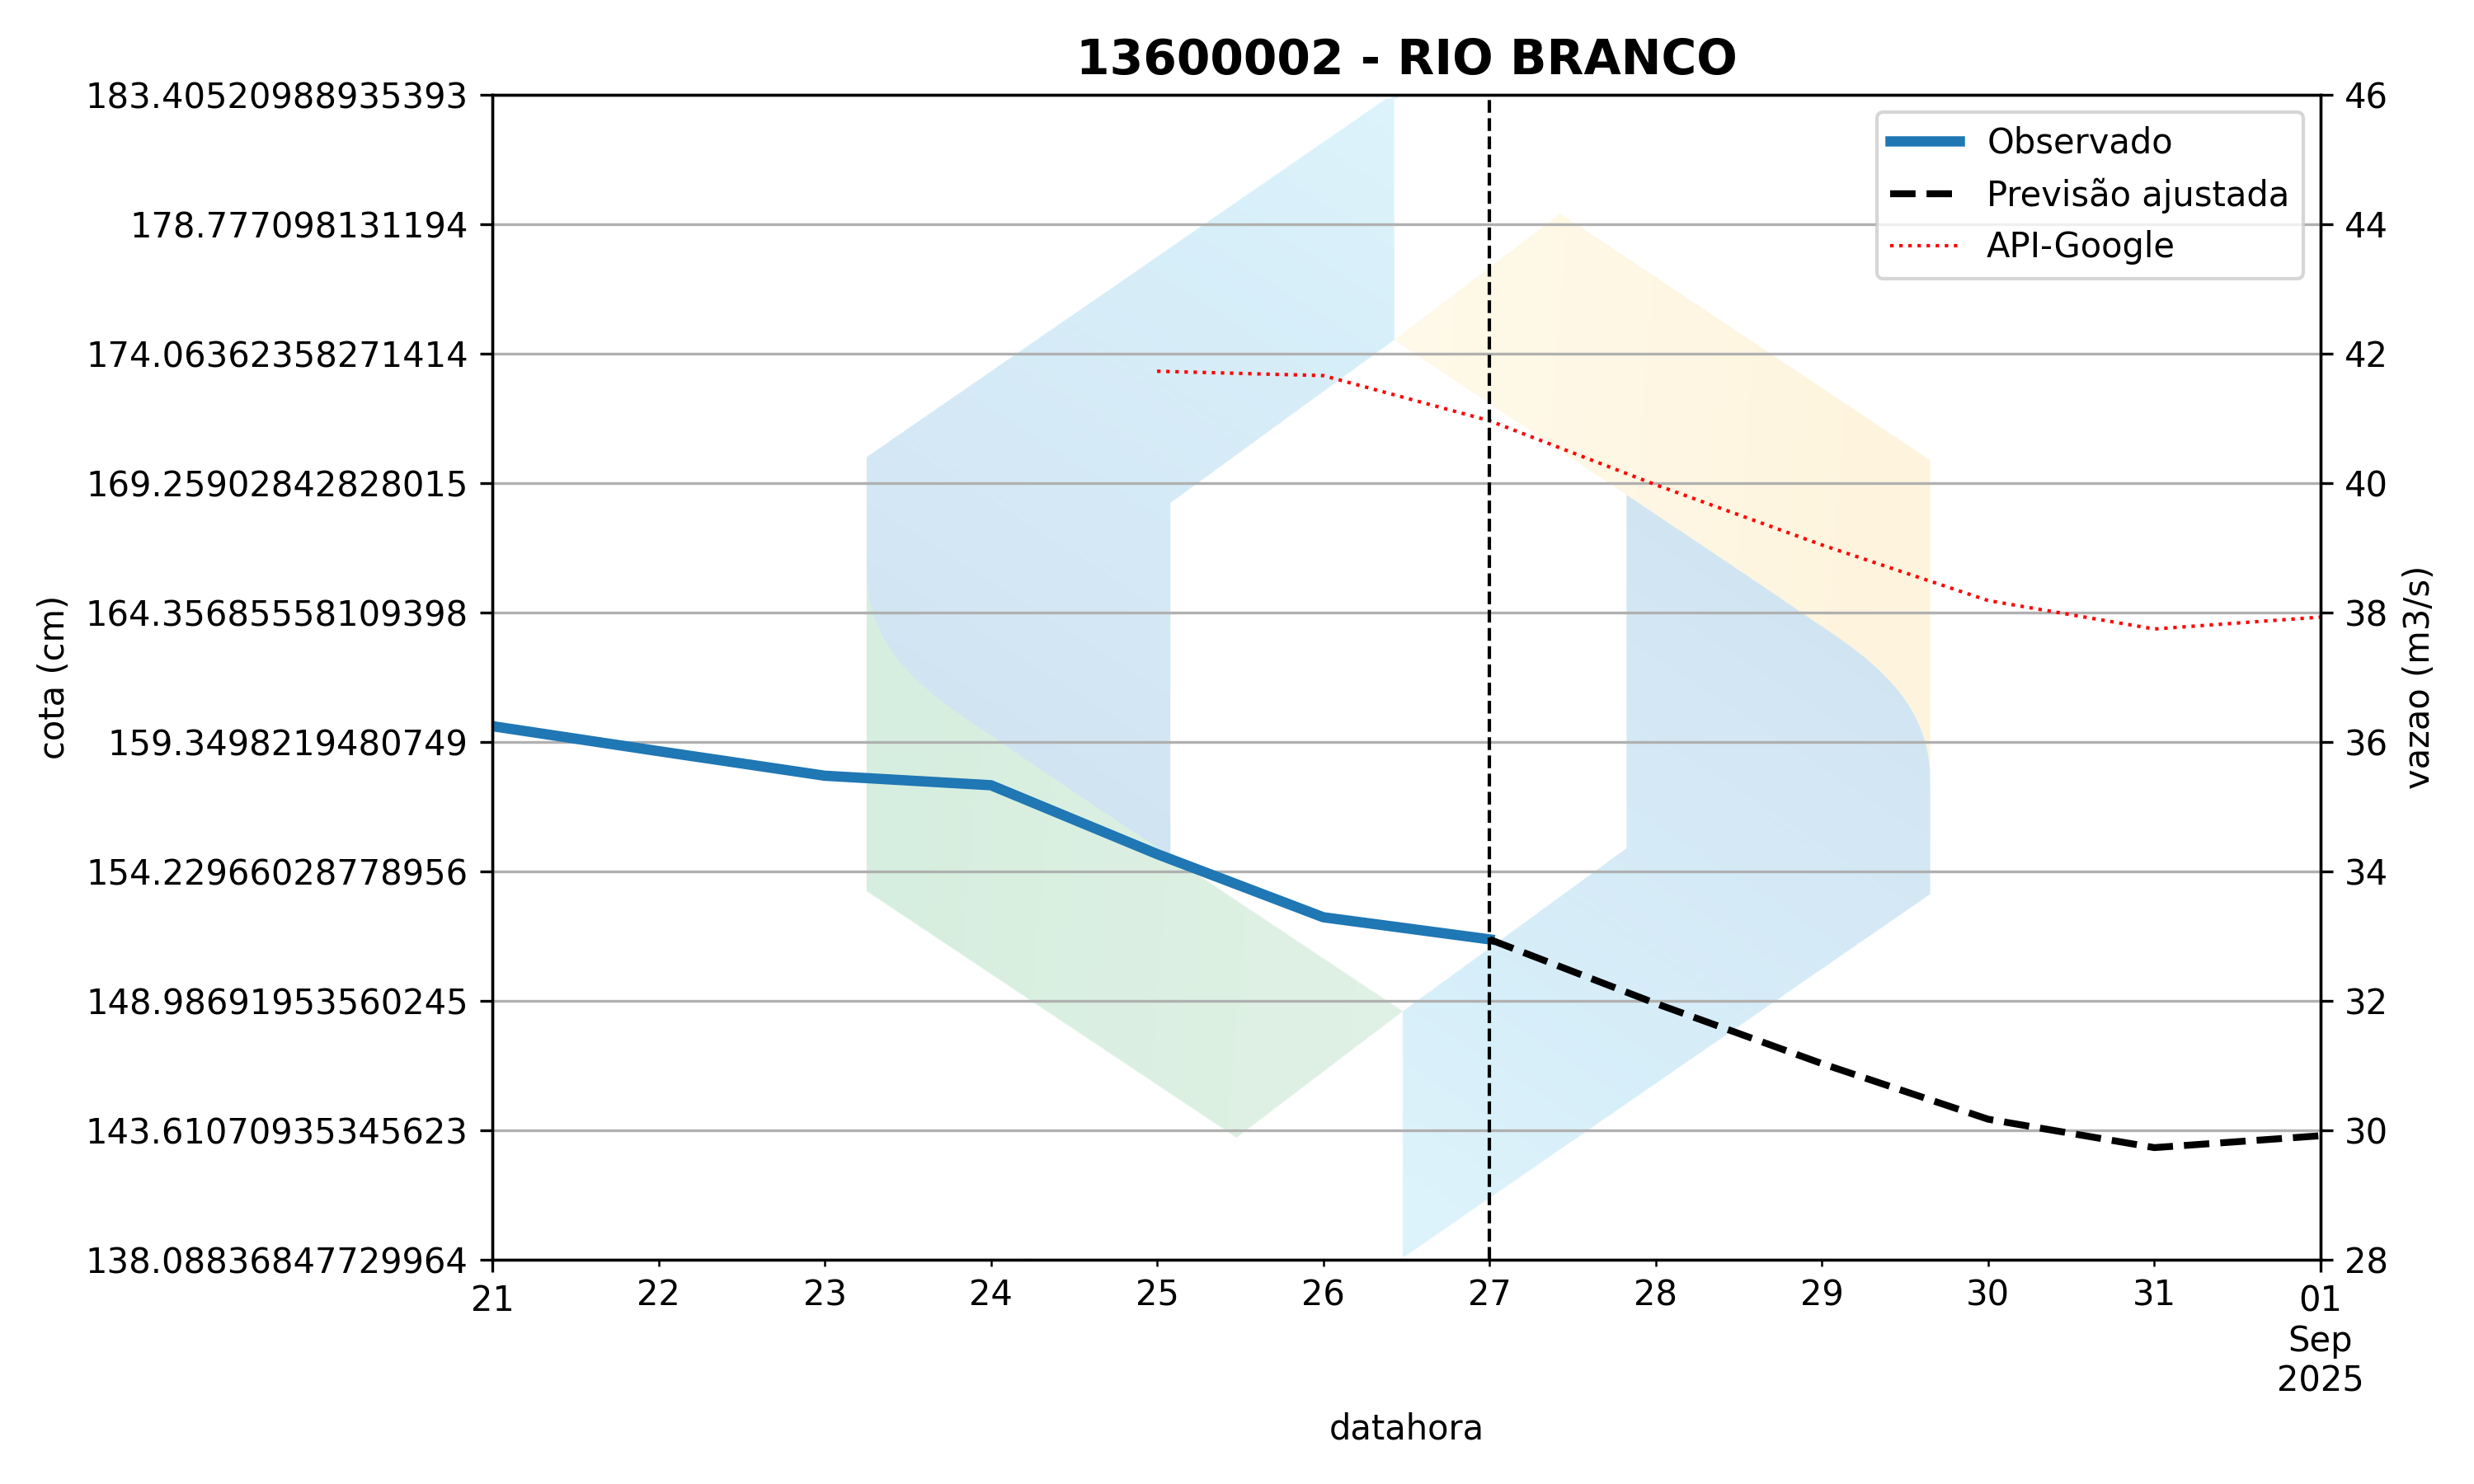 13600002 - RIO BRANCO
183.40520988935393
178.777098131194
174.06362358271414
169.25902842828015
164.35685558109398
159.3498219480749
154.22966028778956
148.98691953560245
143.61070935345623
138.08836847729964
cota (cm)
46
44
42
40
38
36
34
32
30
28
vazao (m3/s)
Observado
Previsão ajustada
API-Google
21 22 23 24 25 26 27 28 29 30 31 01
Sep
2025
datahora